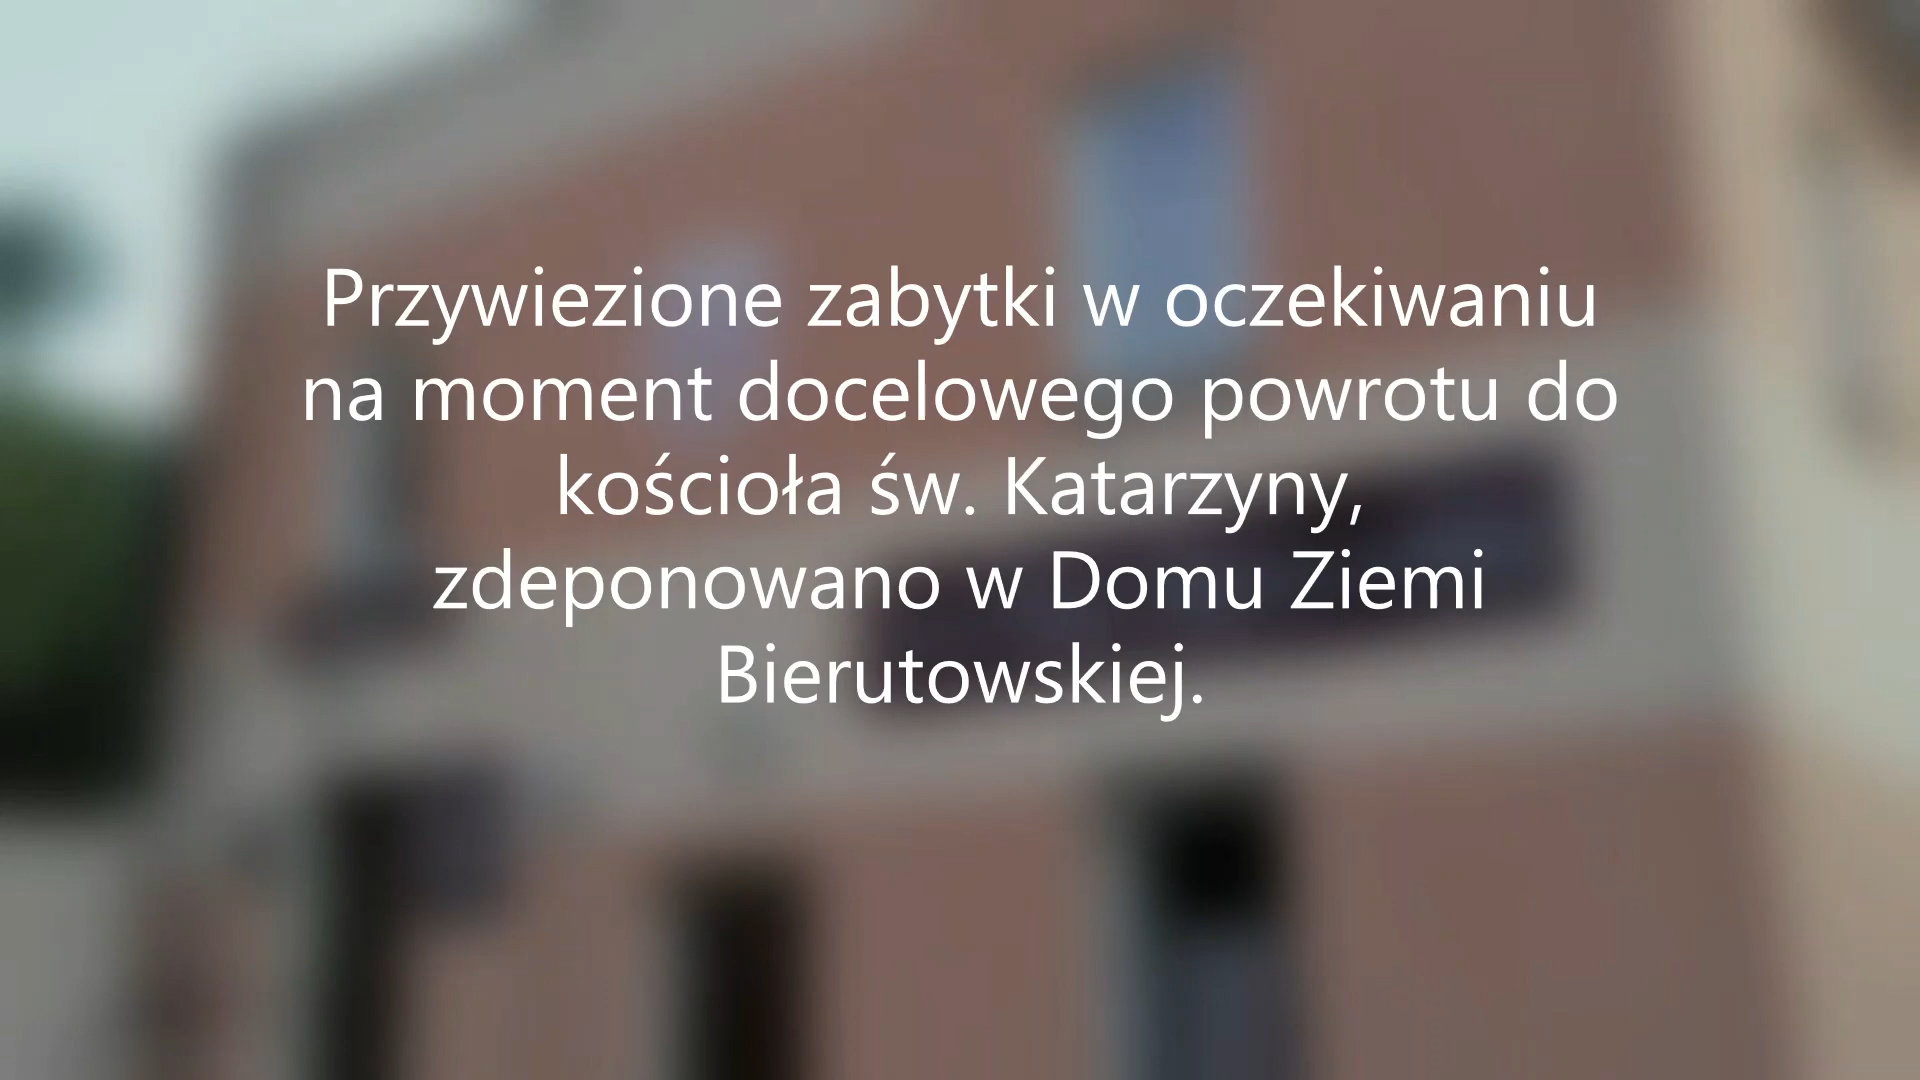 Przywiezione zabytki w oczekiwaniu
na moment docelowego powrotu do
kościoła św. Katarzyny,
zdeponowano w Domu Ziemi
Bierutowskiej.